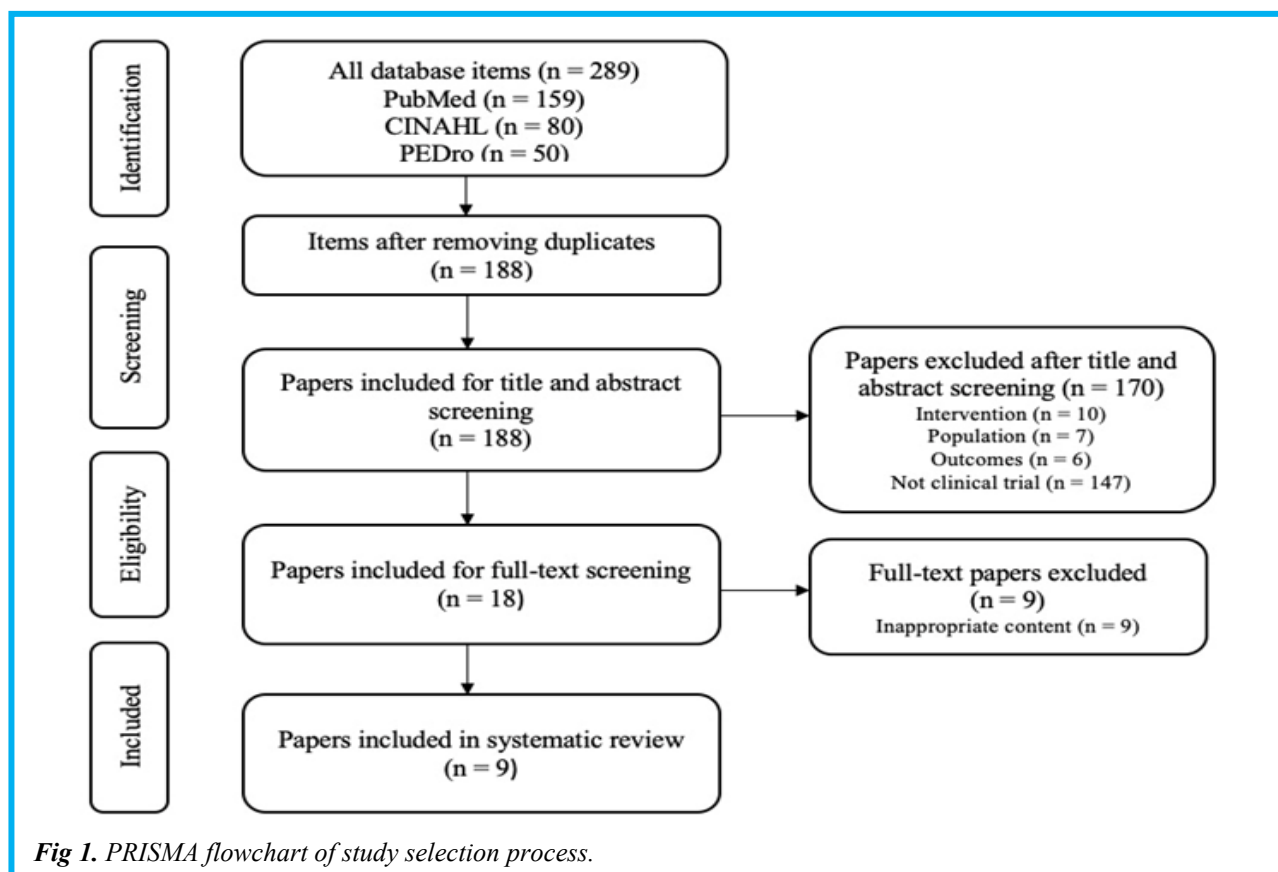 Identification
All database items (n = 289)
PubMed (n = 159)
CINAHL (n = 80)
PEDro (n = 50)
Items after removing duplicates
(n = 188)
Screening
Papers included for title and abstract
screening
(n = 188)
Papers excluded after title and
abstract screening (n = 170)
Intervention (n = 10)
Population (n = 7)
Outcomes (n = 6)
Not clinical trial (n = 147)
Eligibility
Papers included for full-text screening
(n = 18)
Full-text papers excluded
(n = 9)
Inappropriate content (n = 9)
Included
Papers included in systematic review
(n = 9)
Fig 1. PRISMA flowchart of study selection process.